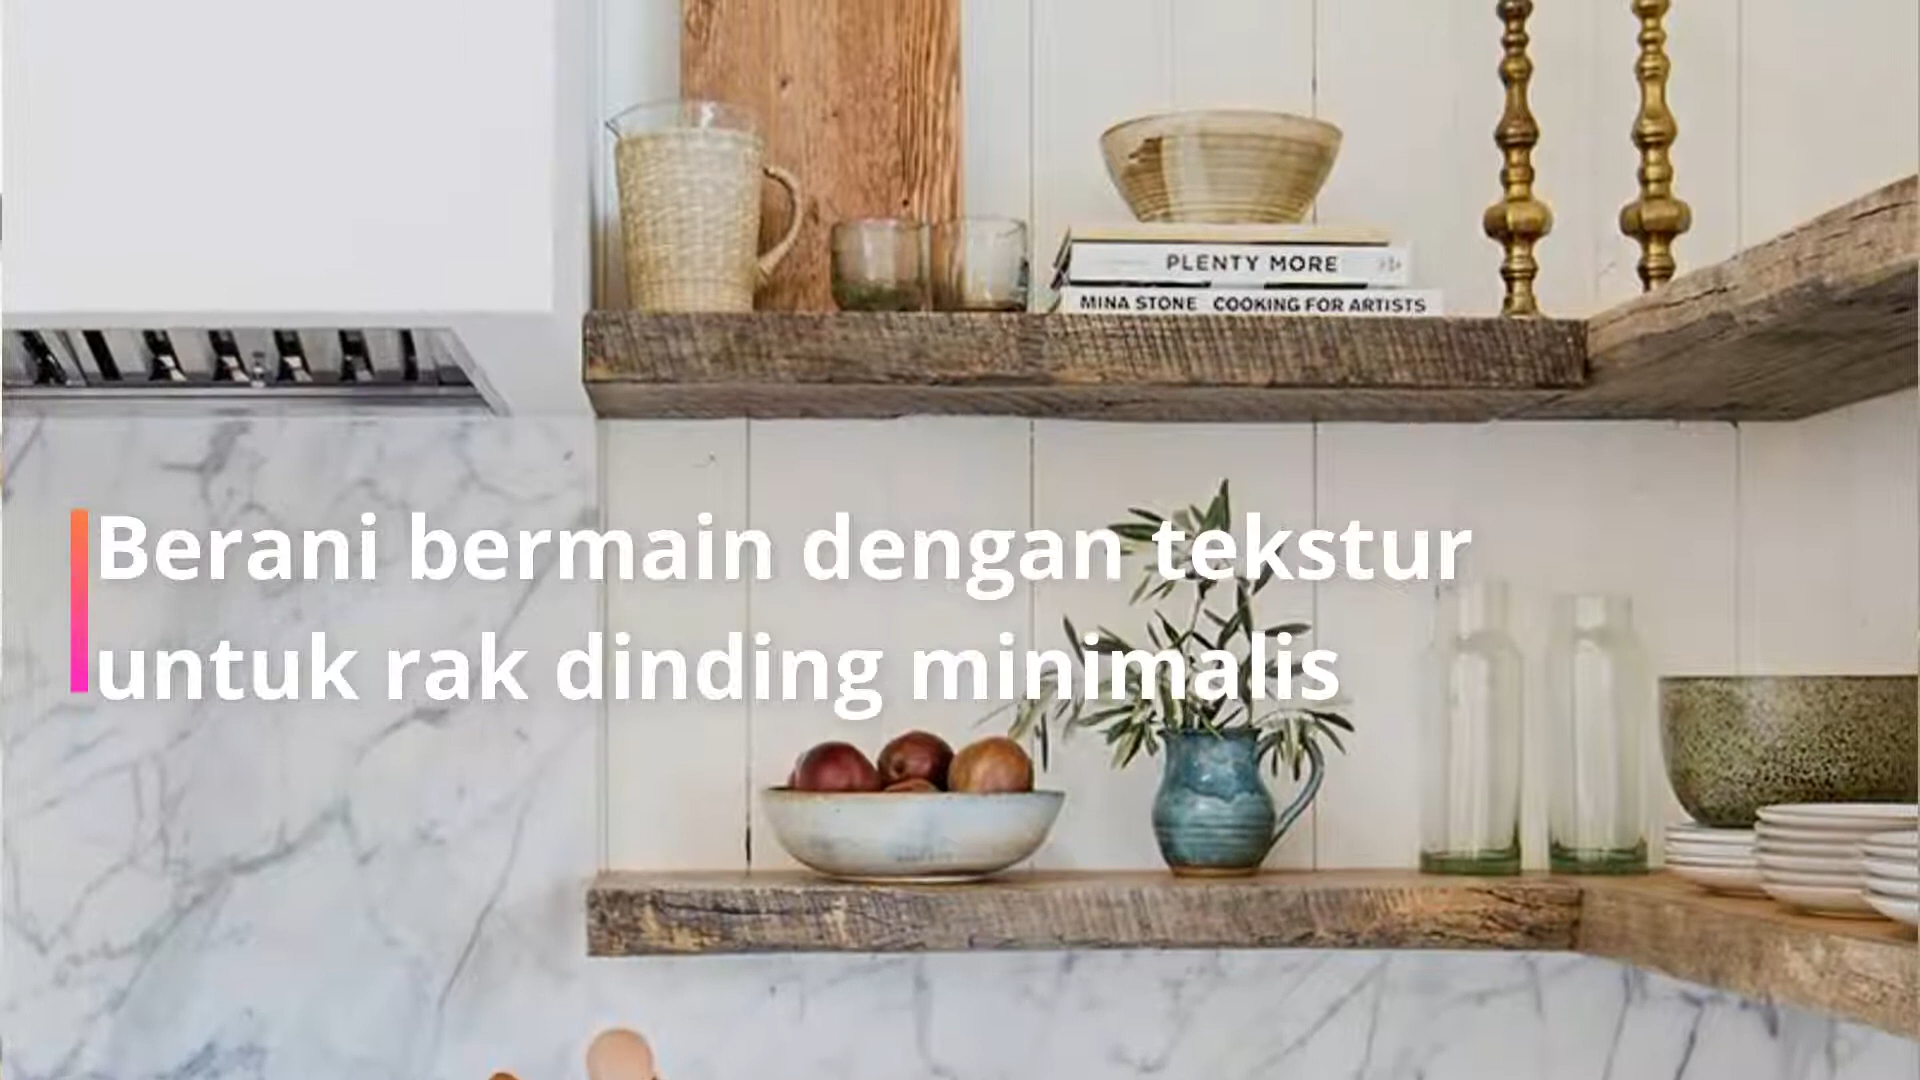 PLENTY MORE
MINA STONE COOKING FOR ARTISTS
Berani bermain dengan tekstur
untuk rak dinding minimalis